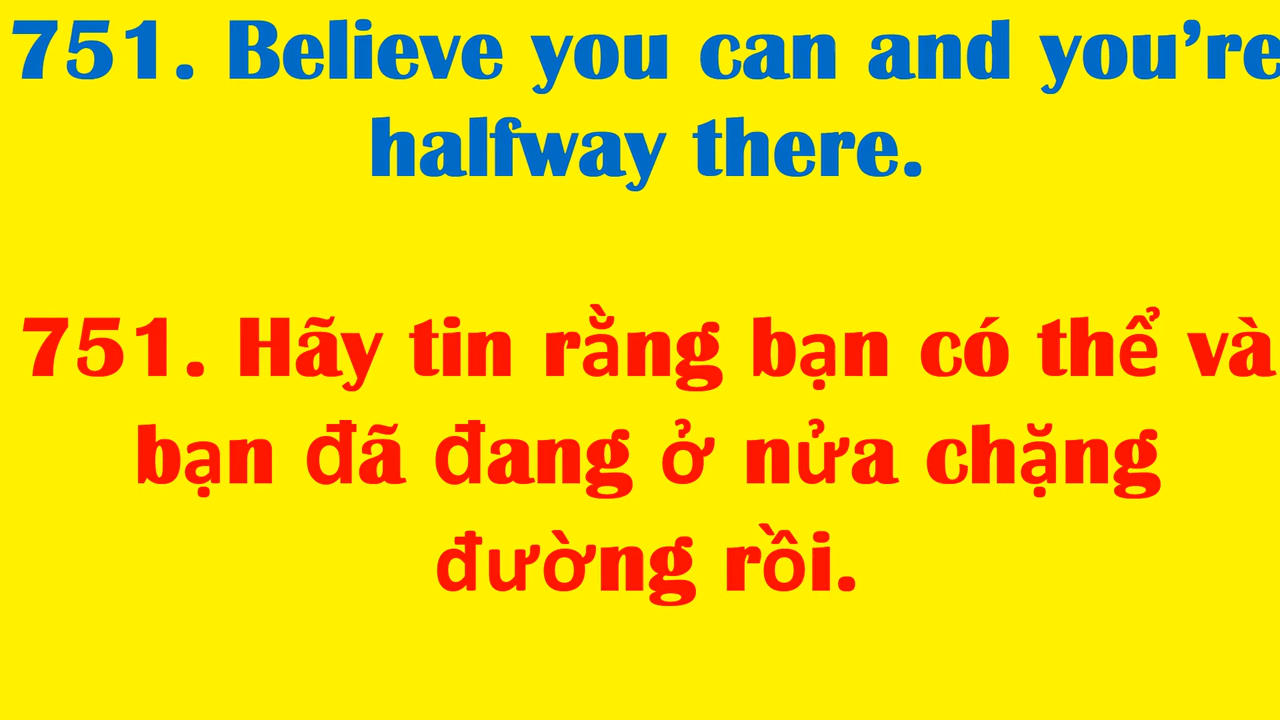 751. Believe you can and you’re
halfway there.
751. Hãy tin rằng bạn có thể và
bạn đã đang ở nửa chặng
đường rồi.